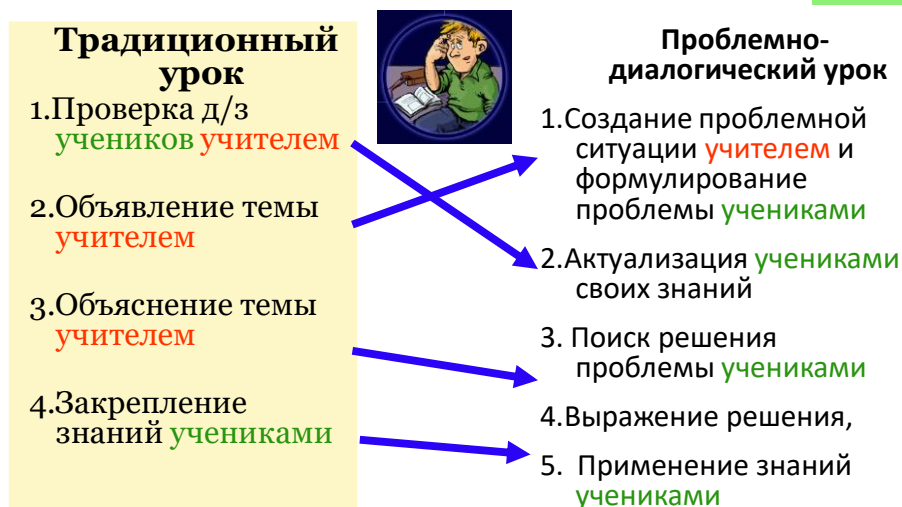 Традиционный
урок
1.Проверка д/з
учеников учителем
2.Объявление темы
учителем
3.Объяснение темы
учителем
4.Закрепление
знаний учениками
Проблемно-
диалогический урок
1.Создание проблемной
ситуации учителем и
формулирование
проблемы учениками
2.Актуализация учениками
своих знаний
3. Поиск решения
проблемы учениками
4.Выражение решения,
5. Применение знаний
учениками